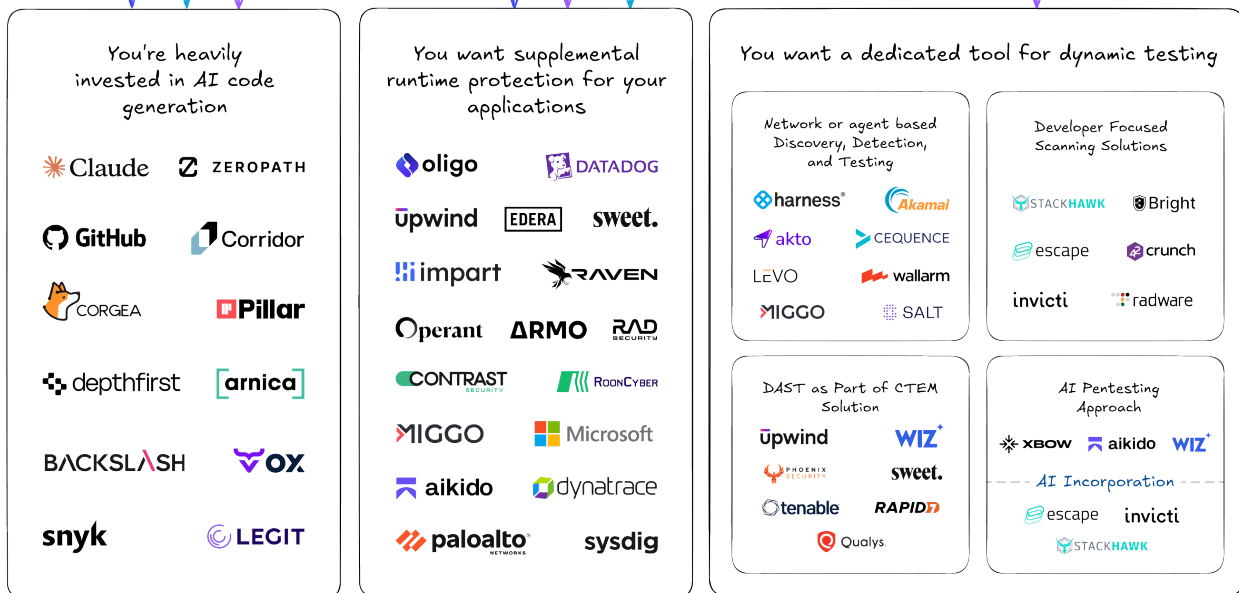 You're heavily
invested in AI code
generation
Claude
ZEROPATH
GitHub
Corridor
CORGEA
Pillar
depthfirst
[arnica]
BACKSLASH
OX
snyk
LEGIT
You want supplemental
runtime protection for your
applications
oligo
DATADOG
upwind
EDERA
sweet.
impart
RAVEN
Operant
ARMO
RAD
SECURITY
CONTRAST
SECURITY
ROONCYBER
MIGGO
Microsoft
aikido
dynatrace
paloalto
NETWORKS
sysdig
You want a dedicated tool for dynamic testing
Network or agent based
Discovery, Detection,
and Testing
harness®
Akamai
akto
CEQUENCE
LEVO
wallarm
MIGGO
SALT
Developer Focused
Scanning Solutions
STACKHAWK
Bright
escape
42 crunch
invicti
radware
DAST as Part of CTEM
Solution
upwind
WIZ
PHOENIX
SECURITY
sweet.
tenable
RAPID7
Qualys.
AI Pentesting
Approach
XBOW
aikido
WIZ
AI Incorporation
escape
invicti
STACKHAWK